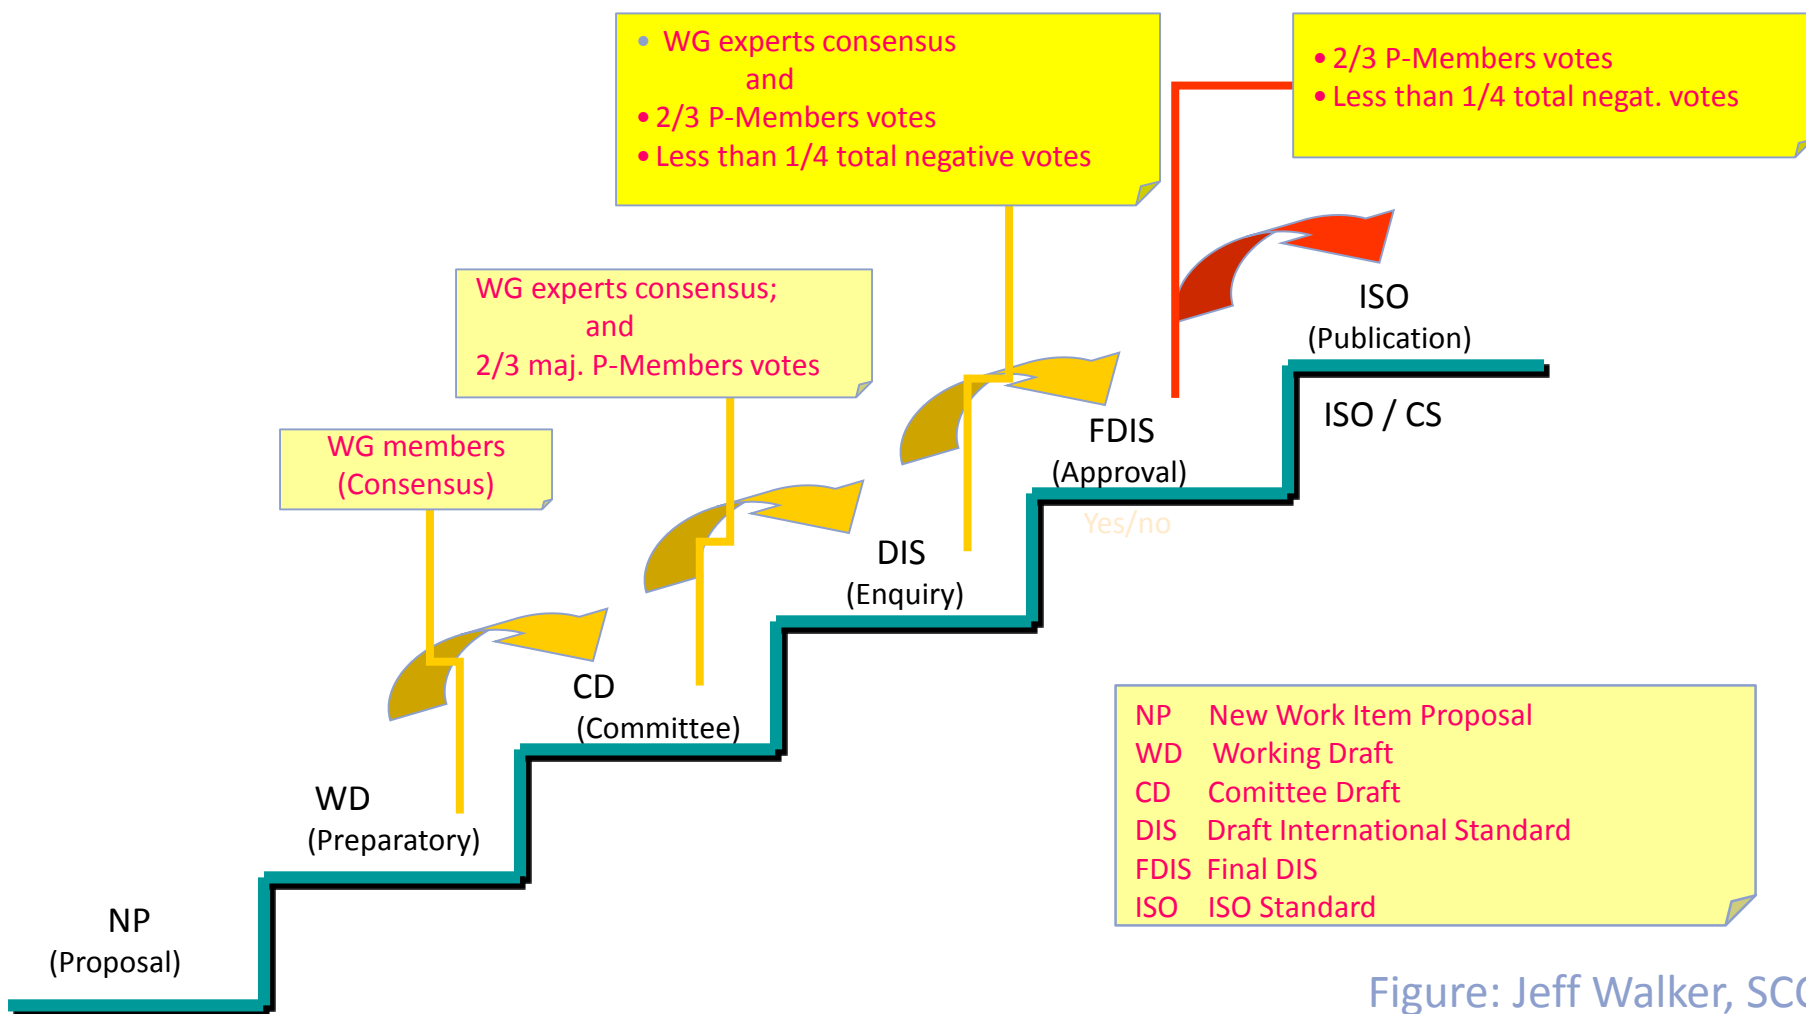 • WG experts consensus
and
• 2/3 P-Members votes
• Less than 1/4 total negative votes
• 2/3 P-Members votes
• Less than 1/4 total negat. votes
WG experts consensus;
and
2/3 maj. P-Members votes
WG members
(Consensus)
ISO
(Publication)
ISO / CS
FDIS
(Approval)
Yes/no
DIS
(Enquiry)
CD
(Committee)
WD
(Preparatory)
NP
(Proposal)
NP New Work Item Proposal
WD Working Draft
CD Comittee Draft
DIS Draft International Standard
FDIS Final DIS
ISO ISO Standard
Figure: Jeff Walker,